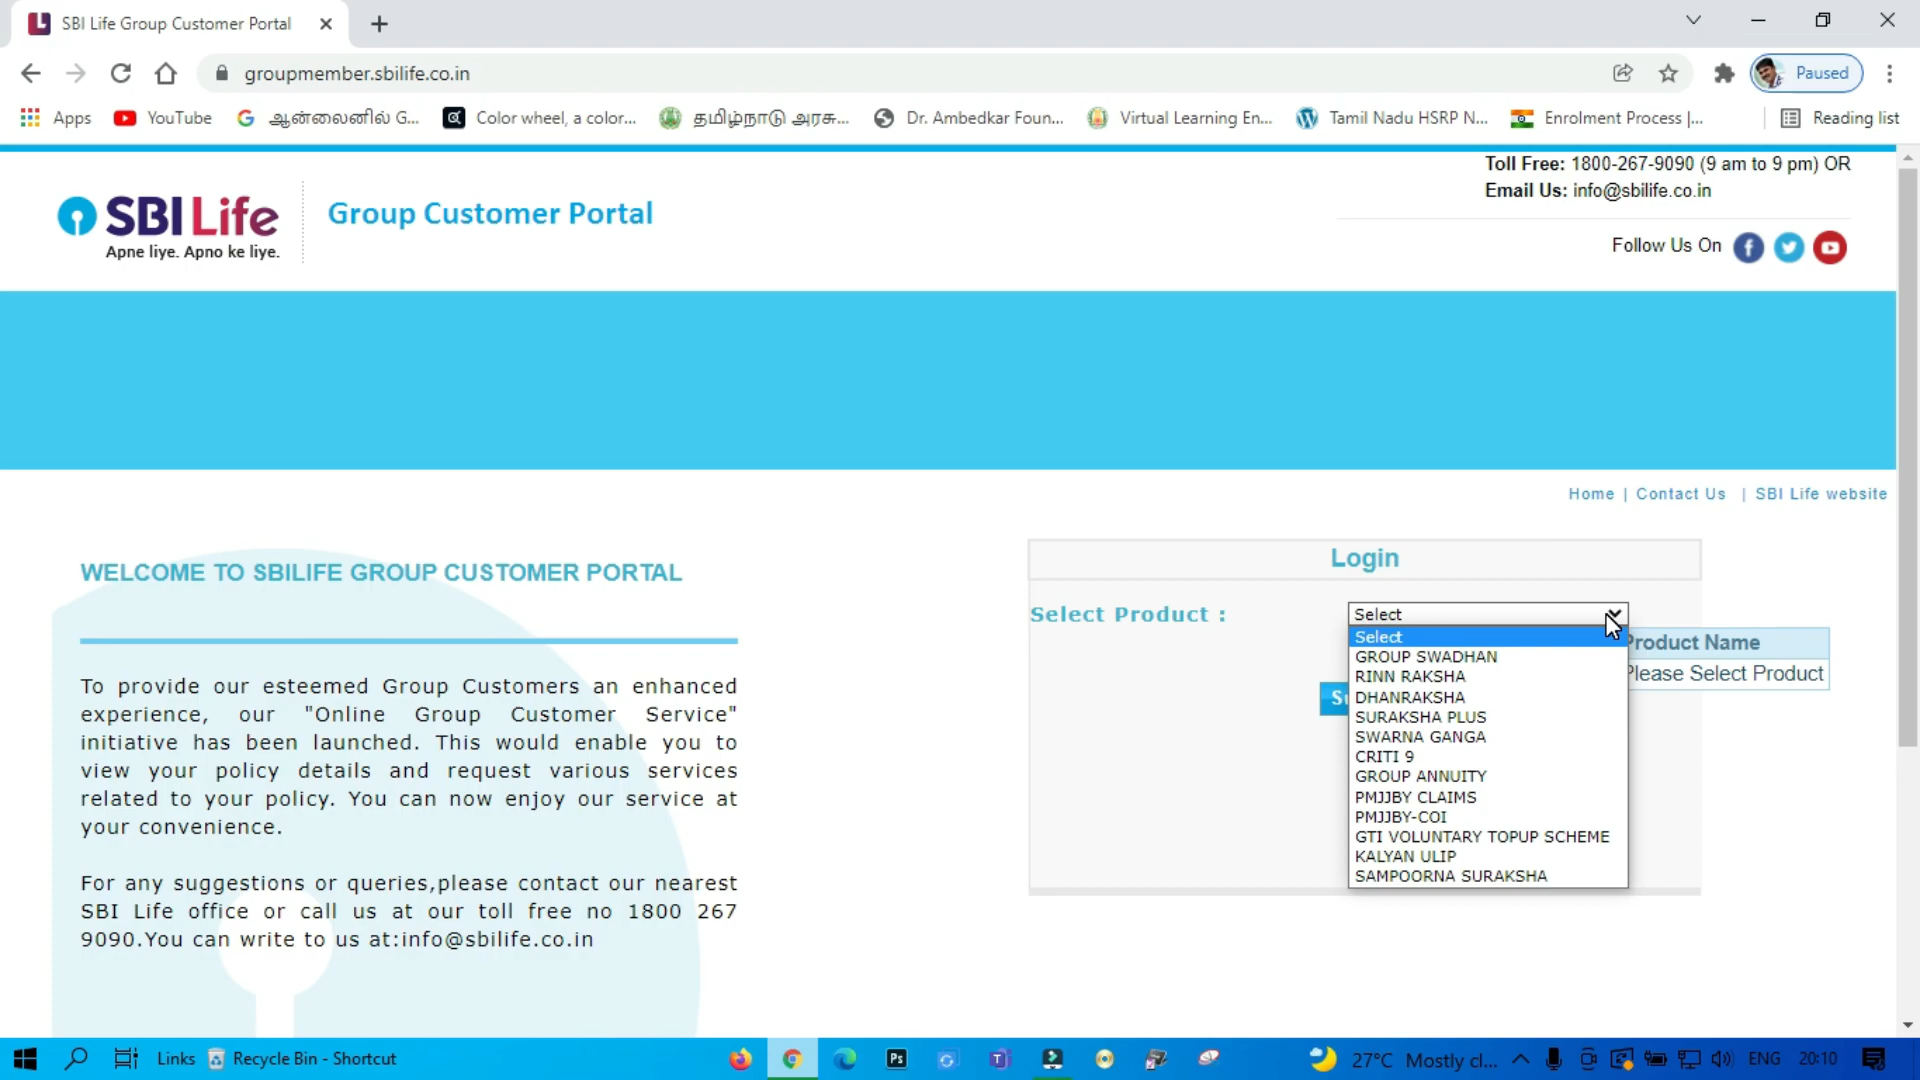 SBI Life Group Customer Portal
groupmember.sbilife.co.in
Paused
Apps
YouTube
ஆன்லைனில் G...
Color wheel, a color...
தமிழ்நாடு அரசு...
Dr. Ambedkar Foun...
Virtual Learning En...
Tamil Nadu HSRP N...
Enrolment Process |...
Reading list
Toll Free: 1800-267-9090 (9 am to 9 pm) OR
Email Us: info@sbilife.co.in
SBI Life
Apne liye. Apno ke liye.
Group Customer Portal
Follow Us On
Home | Contact Us | SBI Life website
WELCOME TO SBILIFE GROUP CUSTOMER PORTAL
To provide our esteemed Group Customers an enhanced
experience, our "Online Group Customer Service"
initiative has been launched. This would enable you to
view your policy details and request various services
related to your policy. You can now enjoy our service at
your convenience.
For any suggestions or queries,please contact our nearest
SBI Life office or call us at our toll free no 1800 267
9090.You can write to us at:info@sbilife.co.in
Login
Select Product :
Select
Select
GROUP SWADHAN
RINN RAKSHA
DHANRAKSHA
SURAKSHA PLUS
SWARNA GANGA
CRITI 9
GROUP ANNUITY
PMJJBY CLAIMS
PMJJBY-COI
GTI VOLUNTARY TOPUP SCHEME
KALYAN ULIP
SAMPOORNA SURAKSHA
Product Name
Please Select Product
Links
Recycle Bin - Shortcut
Ps
27°C Mostly cl...
ENG
20:10